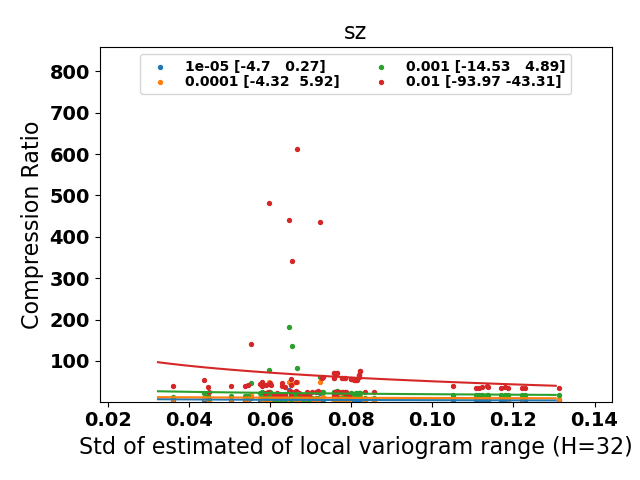 sz
1e-05 [-4.7 0.27]
0.0001 [-4.32 5.92]
0.001 [-14.53 4.89]
0.01 [-93.97 -43.31]
Compression Ratio
800
700
600
500
400
300
200
100
0.02 0.04 0.06 0.08 0.10 0.12 0.14
Std of estimated of local variogram range (H=32)